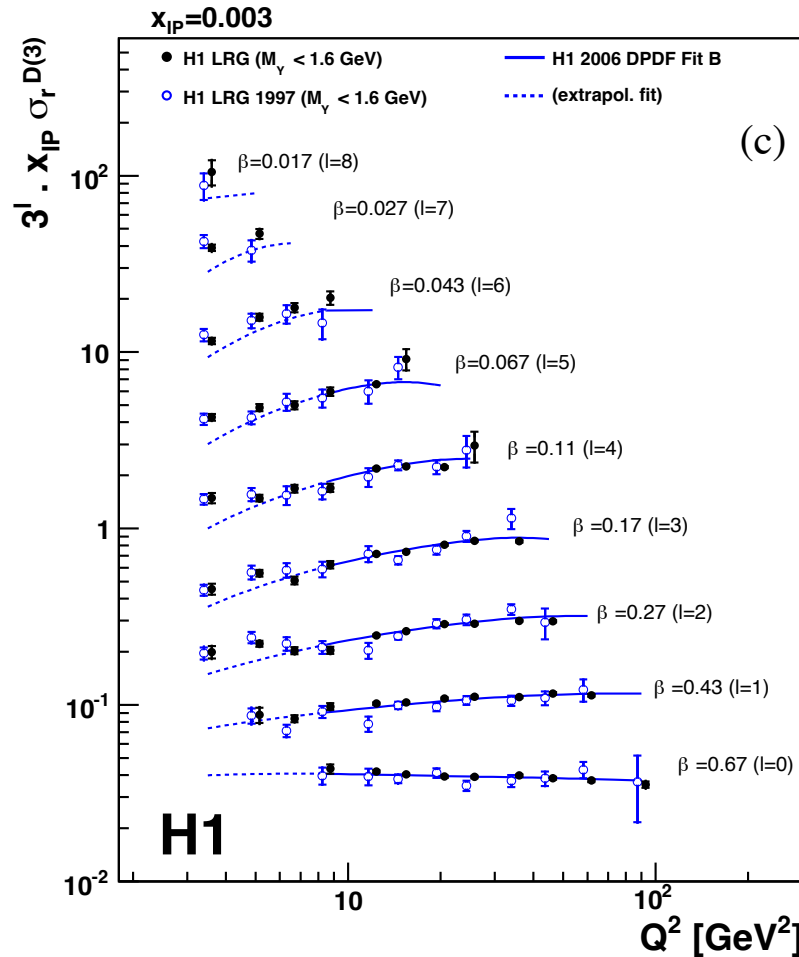 x_IP=0.003
H1 LRG (M_Y < 1.6 GeV)
H1 LRG 1997 (M_Y < 1.6 GeV)
H1 2006 DPDF Fit B
(extrapol. fit)
(c)
3^l · x_IP σ_r^D(3)
10^2
10
1
10^-1
10^-2
β=0.017 (l=8)
β=0.027 (l=7)
β=0.043 (l=6)
β=0.067 (l=5)
β=0.11 (l=4)
β=0.17 (l=3)
β=0.27 (l=2)
β=0.43 (l=1)
β=0.67 (l=0)
H1
10
10^2
Q^2 [GeV^2]